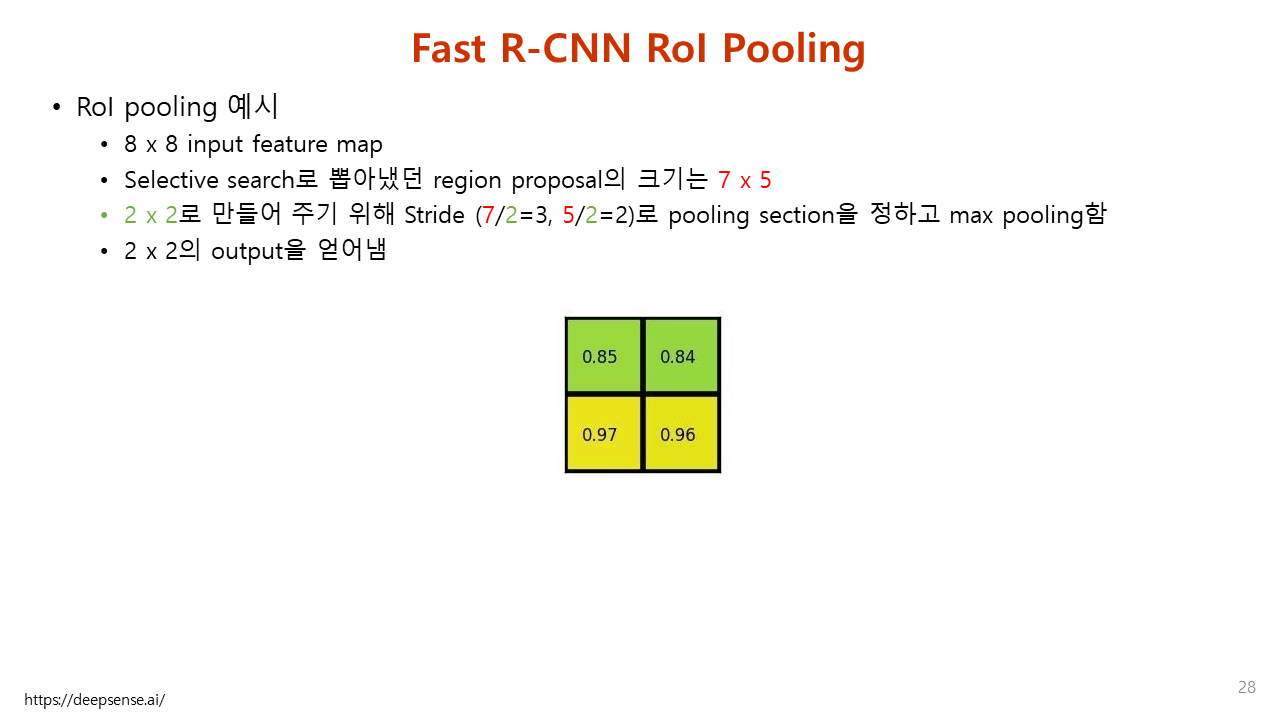 Fast R-CNN RoI Pooling
• RoI pooling 예시
• 8 x 8 input feature map
• Selective search로 뽑아냈던 region proposal의 크기는 7 x 5
• 2 x 2로 만들어 주기 위해 Stride (7/2=3, 5/2=2)로 pooling section을 정하고 max pooling함
• 2 x 2의 output을 얻어냄
0.85 0.84
0.97 0.96
https://deepsense.ai/
28